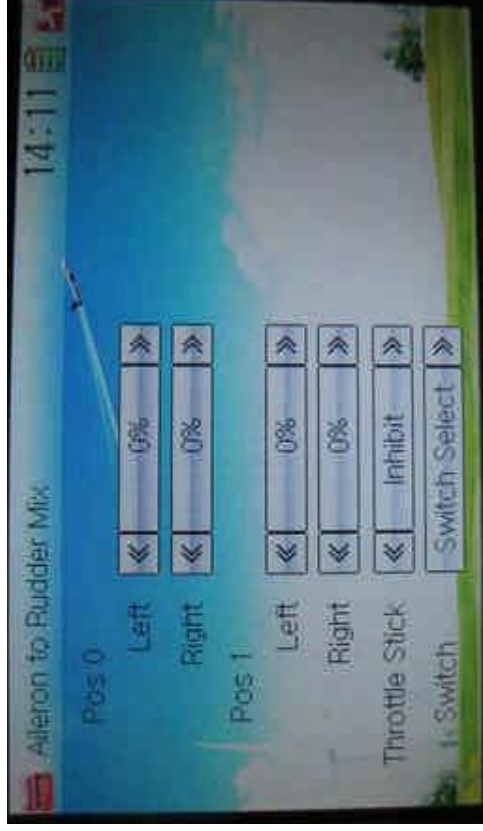 Aileron to Rudder Mix 14:11
Pos 0
Left 0%
Right 0%
Pos 1
Left 0%
Right 0%
Throttle Stick Inhibit
Switch Switch Select